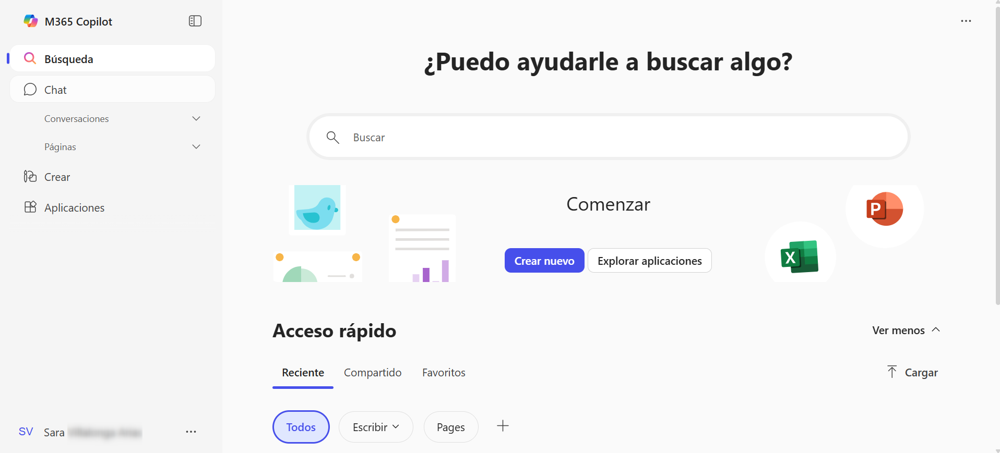 M365 Copilot
Búsqueda
Chat
Conversaciones
Páginas
Crear
Aplicaciones
SV
Sara
¿Puedo ayudarle a buscar algo?
Buscar
Comenzar
Crear nuevo
Explorar aplicaciones
X
P
Acceso rápido
Ver menos
Reciente
Compartido
Favoritos
Cargar
Todos
Escribir
Pages